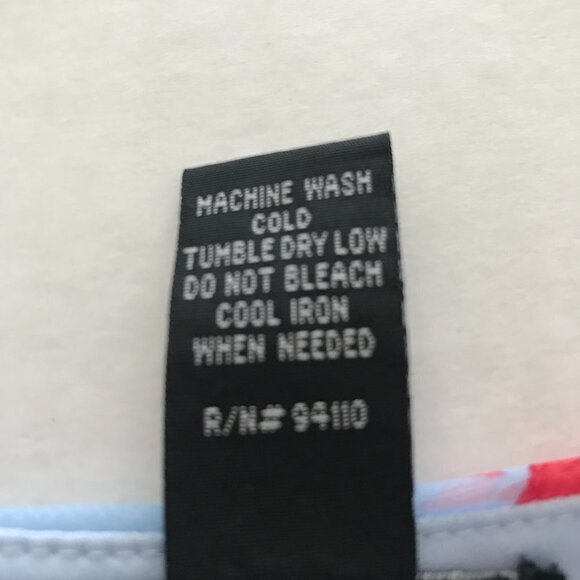 MACHINE WASH
COLD
TUMBLE DRY LOW
DO NOT BLEACH
COOL IRON
WHEN NEEDED
R/N# 94110